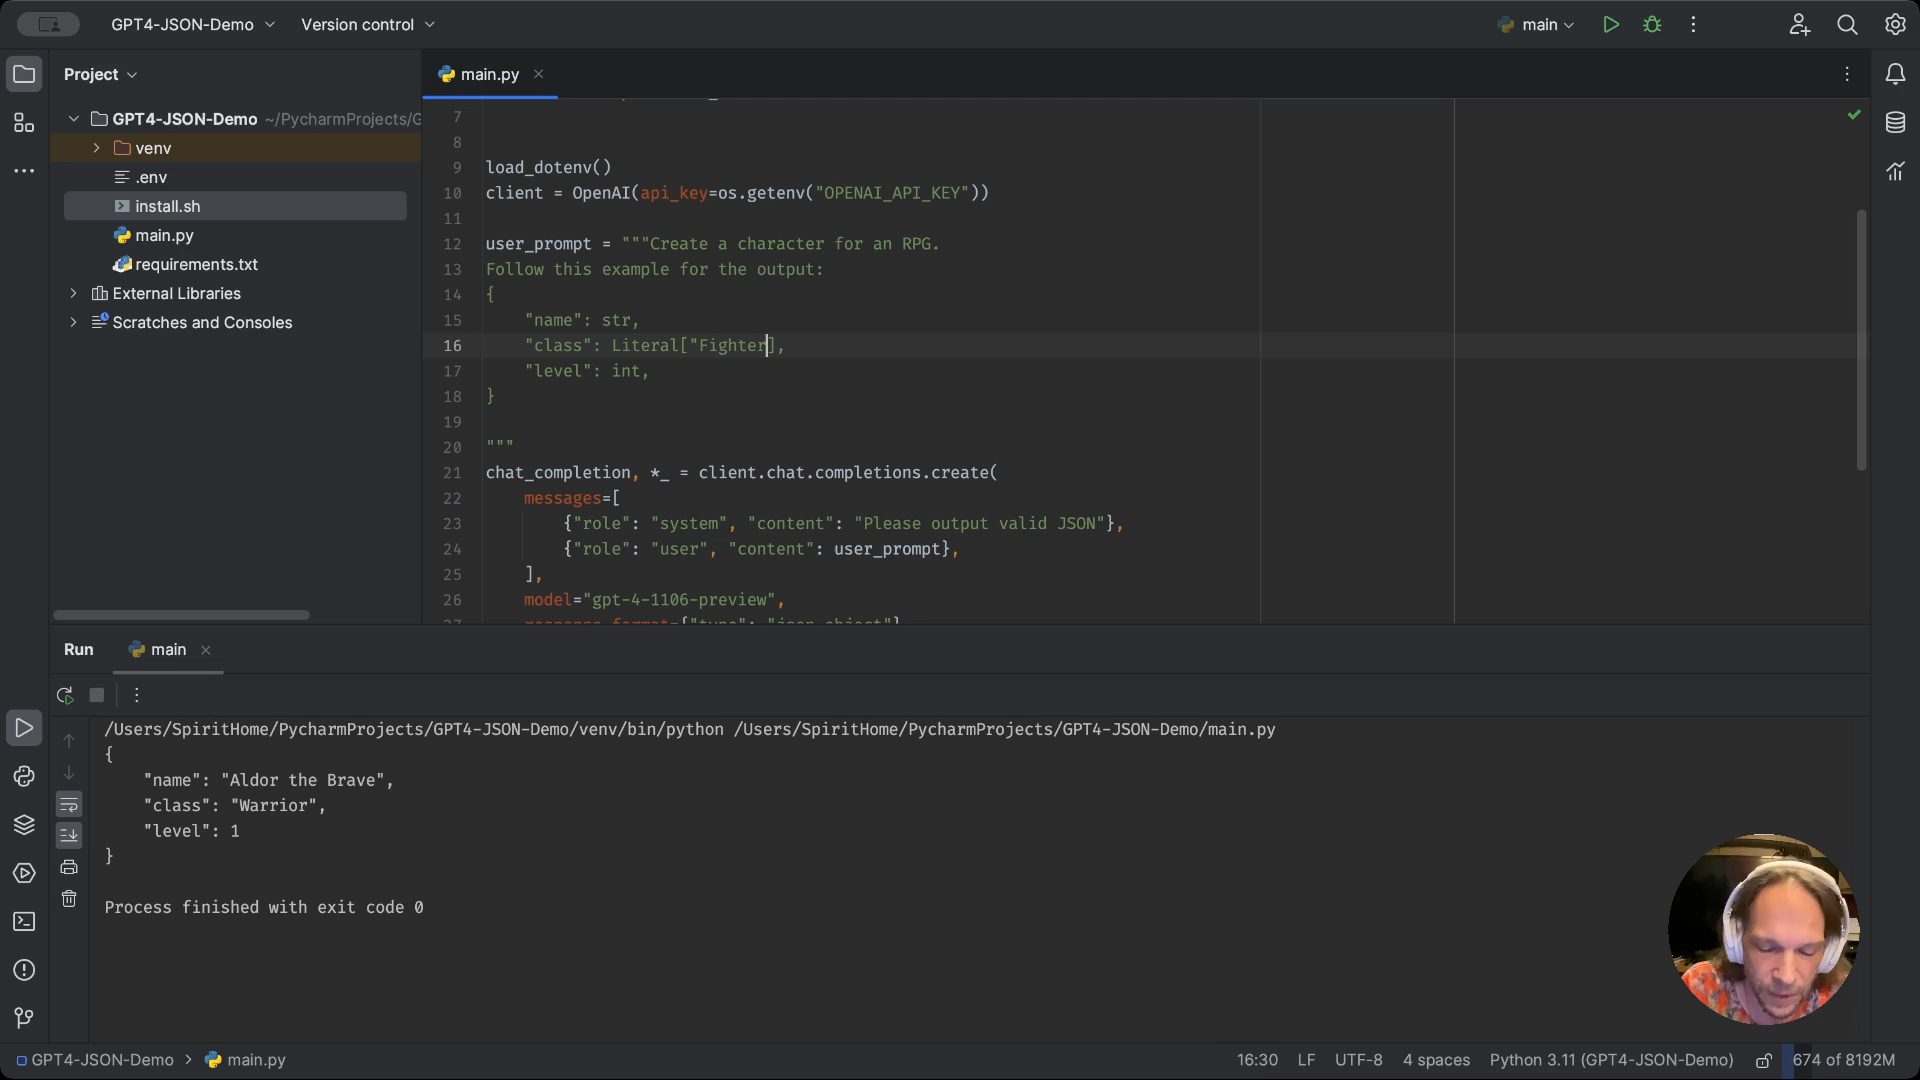 GPT4-JSON-Demo
Version control
main
Project
main.py
GPT4-JSON-Demo ~/PycharmProjects/G
venv
.env
install.sh
main.py
requirements.txt
External Libraries
Scratches and Consoles
7
8
9 load_dotenv()
10 client = OpenAI(api_key=os.getenv("OPENAI_API_KEY"))
11
12 user_prompt = """Create a character for an RPG.
13 Follow this example for the output:
14 {
15 "name": str,
16 "class": Literal["Fighter],
17 "level": int,
18 }
19
20 """
21 chat_completion, *_ = client.chat.completions.create(
22 messages=[
23 {"role": "system", "content": "Please output valid JSON"},
24 {"role": "user", "content": user_prompt},
25 ],
26 model="gpt-4-1106-preview",
27 response_format={"type": "json_object"}
Run
main
/Users/SpiritHome/PycharmProjects/GPT4-JSON-Demo/venv/bin/python /Users/SpiritHome/PycharmProjects/GPT4-JSON-Demo/main.py
{
"name": "Aldor the Brave",
"class": "Warrior",
"level": 1
}
Process finished with exit code 0
GPT4-JSON-Demo > main.py
16:30 LF UTF-8 4 spaces Python 3.11 (GPT4-JSON-Demo) 674 of 8192M